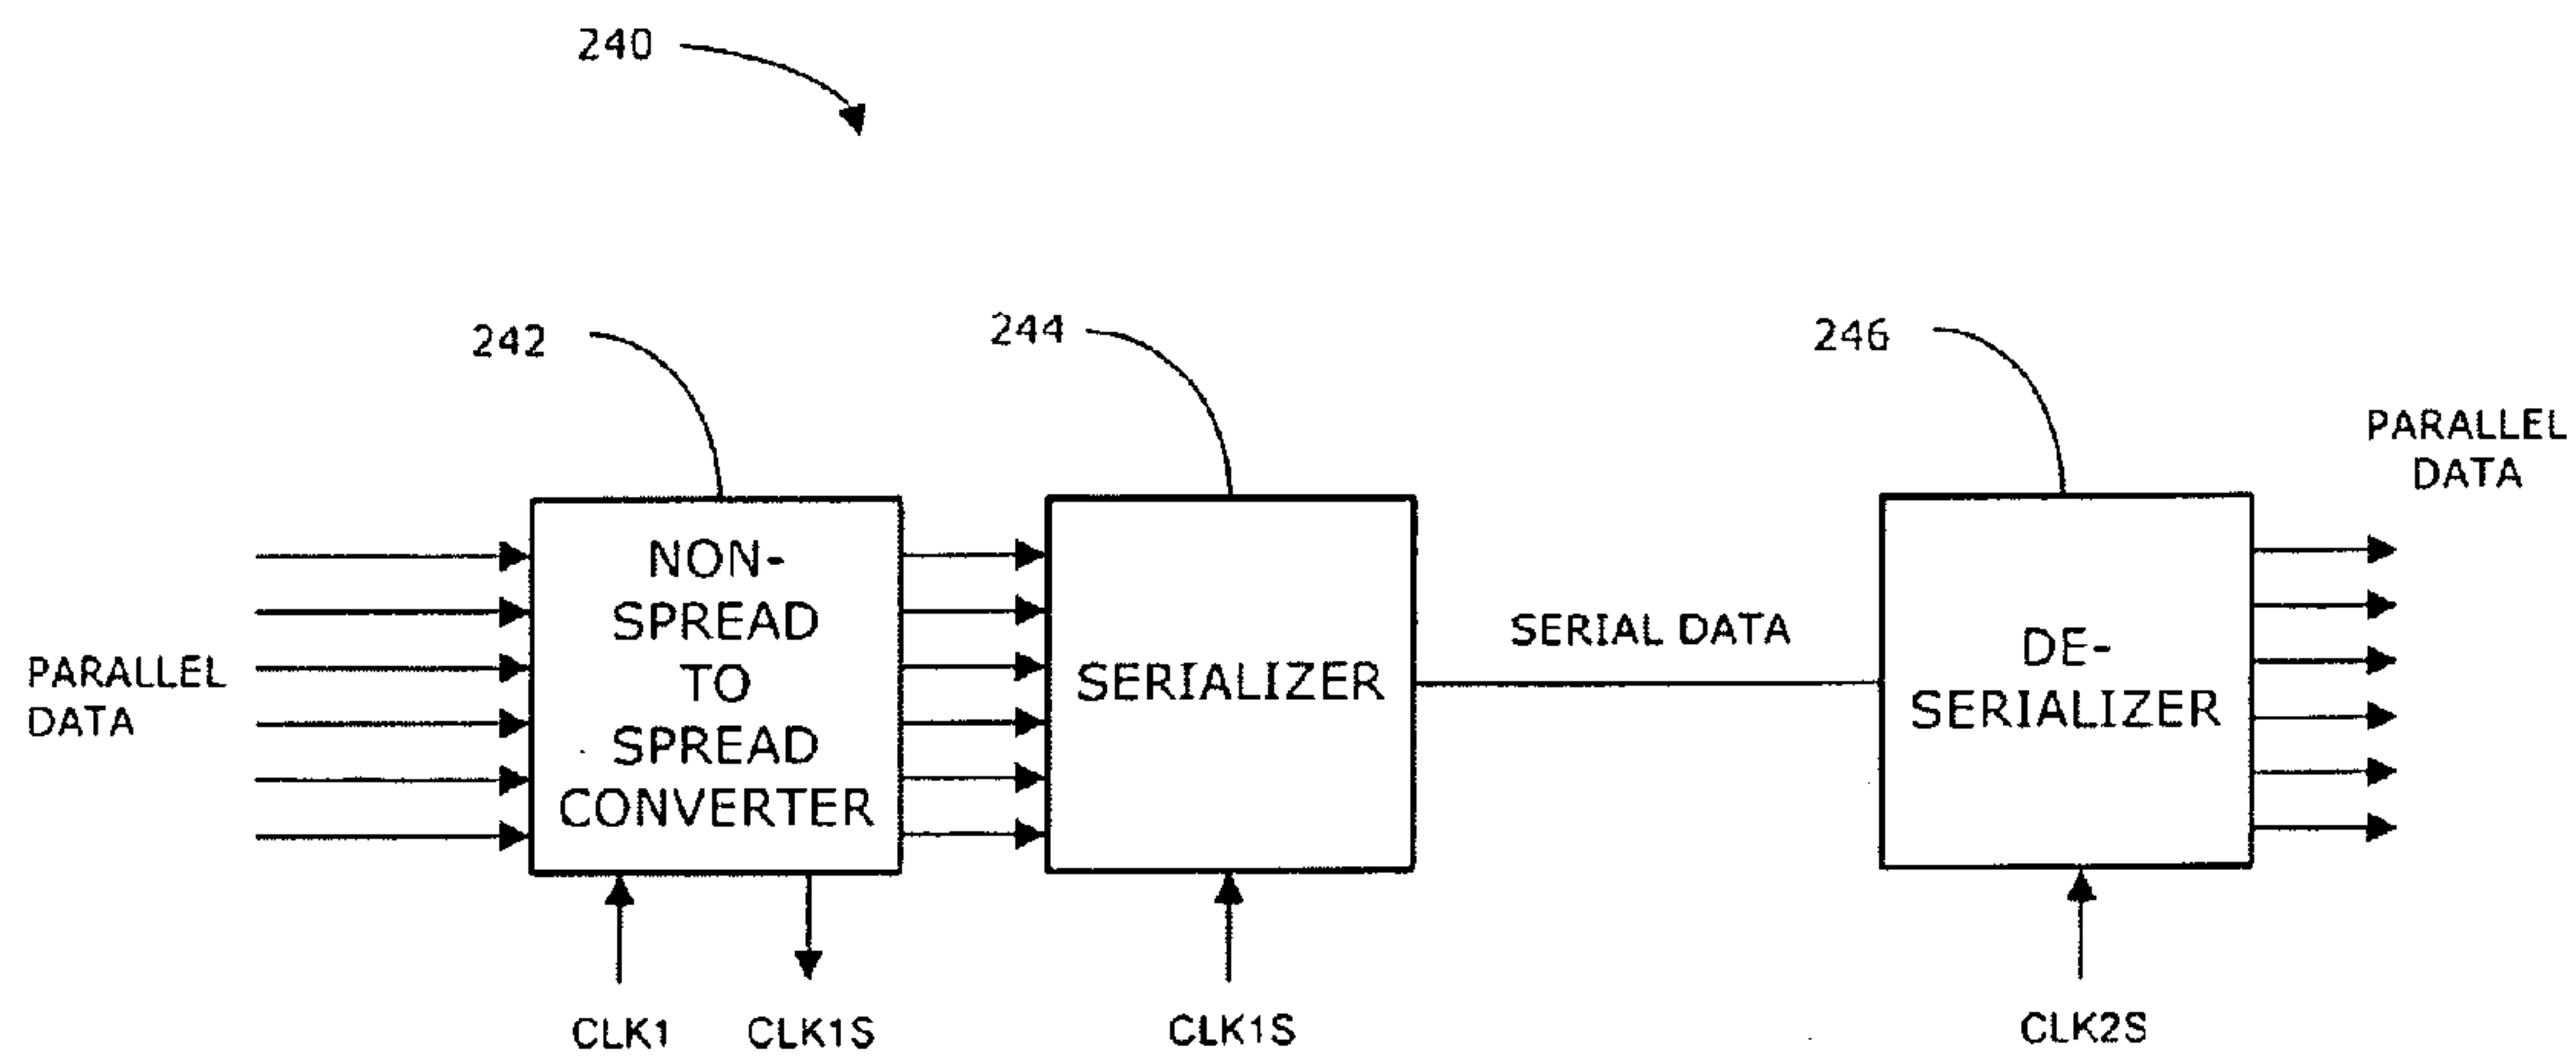 240
242
244
246
PARALLEL
DATA
NON-
SPREAD
TO
SPREAD
CONVERTER
SERIALIZER
SERIAL DATA
DE-
SERIALIZER
PARALLEL
DATA
CLK1
CLK1S
CLK1S
CLK2S